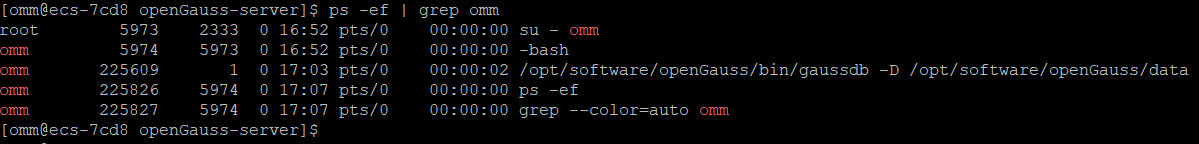 [omm@ecs-7cd8 openGauss-server]$ ps -ef | grep omm
root 5973 2333 0 16:52 pts/0 00:00:00 su - omm
omm 5974 5973 0 16:52 pts/0 00:00:00 -bash
omm 225609 1 0 17:03 pts/0 00:00:02 /opt/software/openGauss/bin/gaussdb -D /opt/software/openGauss/data
omm 225826 5974 0 17:07 pts/0 00:00:00 ps -ef
omm 225827 5974 0 17:07 pts/0 00:00:00 grep --color=auto omm
[omm@ecs-7cd8 openGauss-server]$